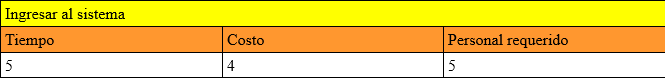 Ingresar al sistema
Tiempo Costo Personal requerido
5 4 5